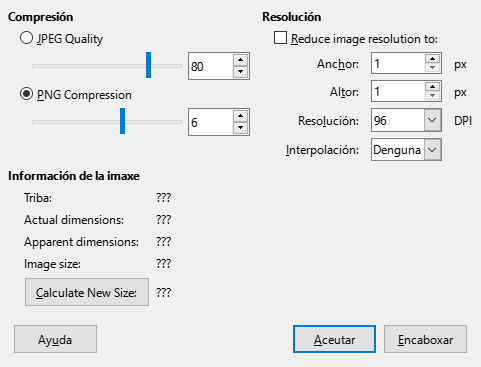 Compresión
JPEG Quality
80
PNG Compression
6
Resolución
Reduce image resolution to:
Anchor: 1 px
Altor: 1 px
Resolución: 96 DPI
Interpolación: Denguna
Información de la imaxe
Triba: ???
Actual dimensions: ???
Apparent dimensions: ???
Image size: ???
Calculate New Size: ???
Ayuda
Aceutar
Encaboxar